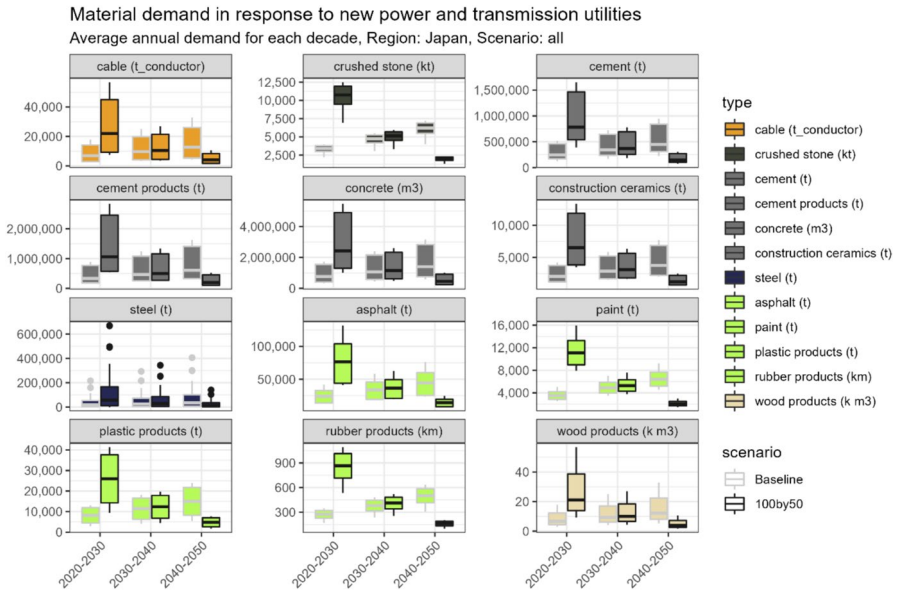 Material demand in response to new power and transmission utilities
Average annual demand for each decade, Region: Japan, Scenario: all
cable (t_conductor)
40,000
20,000
0
crushed stone (kt)
12,500
10,000
7,500
5,000
2,500
cement (t)
1,500,000
1,000,000
500,000
0
cement products (t)
2,000,000
1,000,000
0
concrete (m3)
4,000,000
2,000,000
0
construction ceramics (t)
10,000
5,000
steel (t)
600,000
400,000
200,000
0
asphalt (t)
100,000
50,000
paint (t)
16,000
12,000
8,000
4,000
plastic products (t)
40,000
30,000
20,000
10,000
0
rubber products (km)
900
600
300
wood products (k m3)
40
20
0
2020-2030
2030-2040
2040-2050
2020-2030
2030-2040
2040-2050
2020-2030
2030-2040
2040-2050
type
cable (t_conductor)
crushed stone (kt)
cement (t)
cement products (t)
concrete (m3)
construction ceramics (t)
steel (t)
asphalt (t)
paint (t)
plastic products (t)
rubber products (km)
wood products (k m3)
scenario
Baseline
100by50